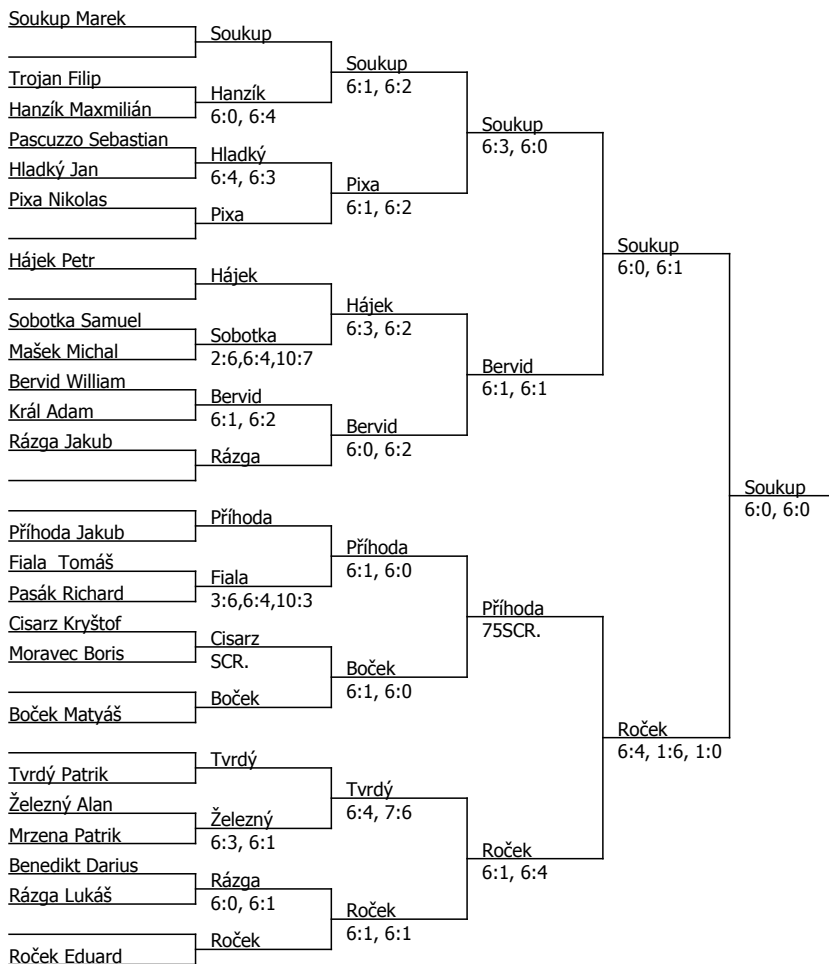 Soukup Marek
Soukup
Soukup
6:1, 6:2
Trojan Filip
Hanzík
6:0, 6:4
Hanzík Maxmilián
Soukup
6:3, 6:0
Pascuzzo Sebastian
Hladký
6:4, 6:3
Hladký Jan
Pixa
6:1, 6:2
Pixa Nikolas
Pixa
Soukup
6:0, 6:1
Hájek Petr
Hájek
Hájek
6:3, 6:2
Sobotka Samuel
Sobotka
2:6,6:4,10:7
Mašek Michal
Bervid
6:1, 6:1
Bervid William
Bervid
6:1, 6:2
Král Adam
Bervid
6:0, 6:2
Rázga Jakub
Rázga
Soukup
6:0, 6:0
Příhoda
Příhoda Jakub
Příhoda
6:1, 6:0
Fiala  Tomáš
Fiala
3:6,6:4,10:3
Pasák Richard
Příhoda
75SCR.
Cisarz Kryštof
Cisarz
SCR.
Moravec Boris
Boček
6:1, 6:0
Boček
Boček Matyáš
Roček
6:4, 1:6, 1:0
Tvrdý
Tvrdý Patrik
Tvrdý
6:4, 7:6
Železný Alan
Železný
6:3, 6:1
Mrzena Patrik
Roček
6:1, 6:4
Benedikt Darius
Rázga
6:0, 6:1
Rázga Lukáš
Roček
6:1, 6:1
Roček
Roček Eduard